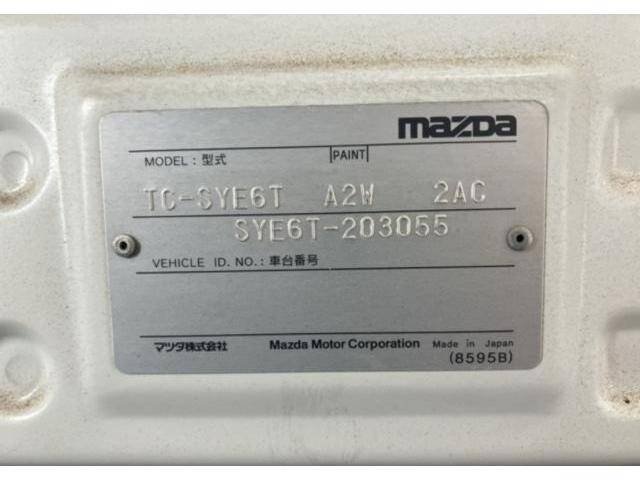 mazda
MODEL : 型式 PAINT
TC-SYE6T A2W 2AC
SYE6T-203055
VEHICLE ID. NO. : 車台番号
マツダ株式会社 Mazda Motor Corporation Made in Japan
(8595B)